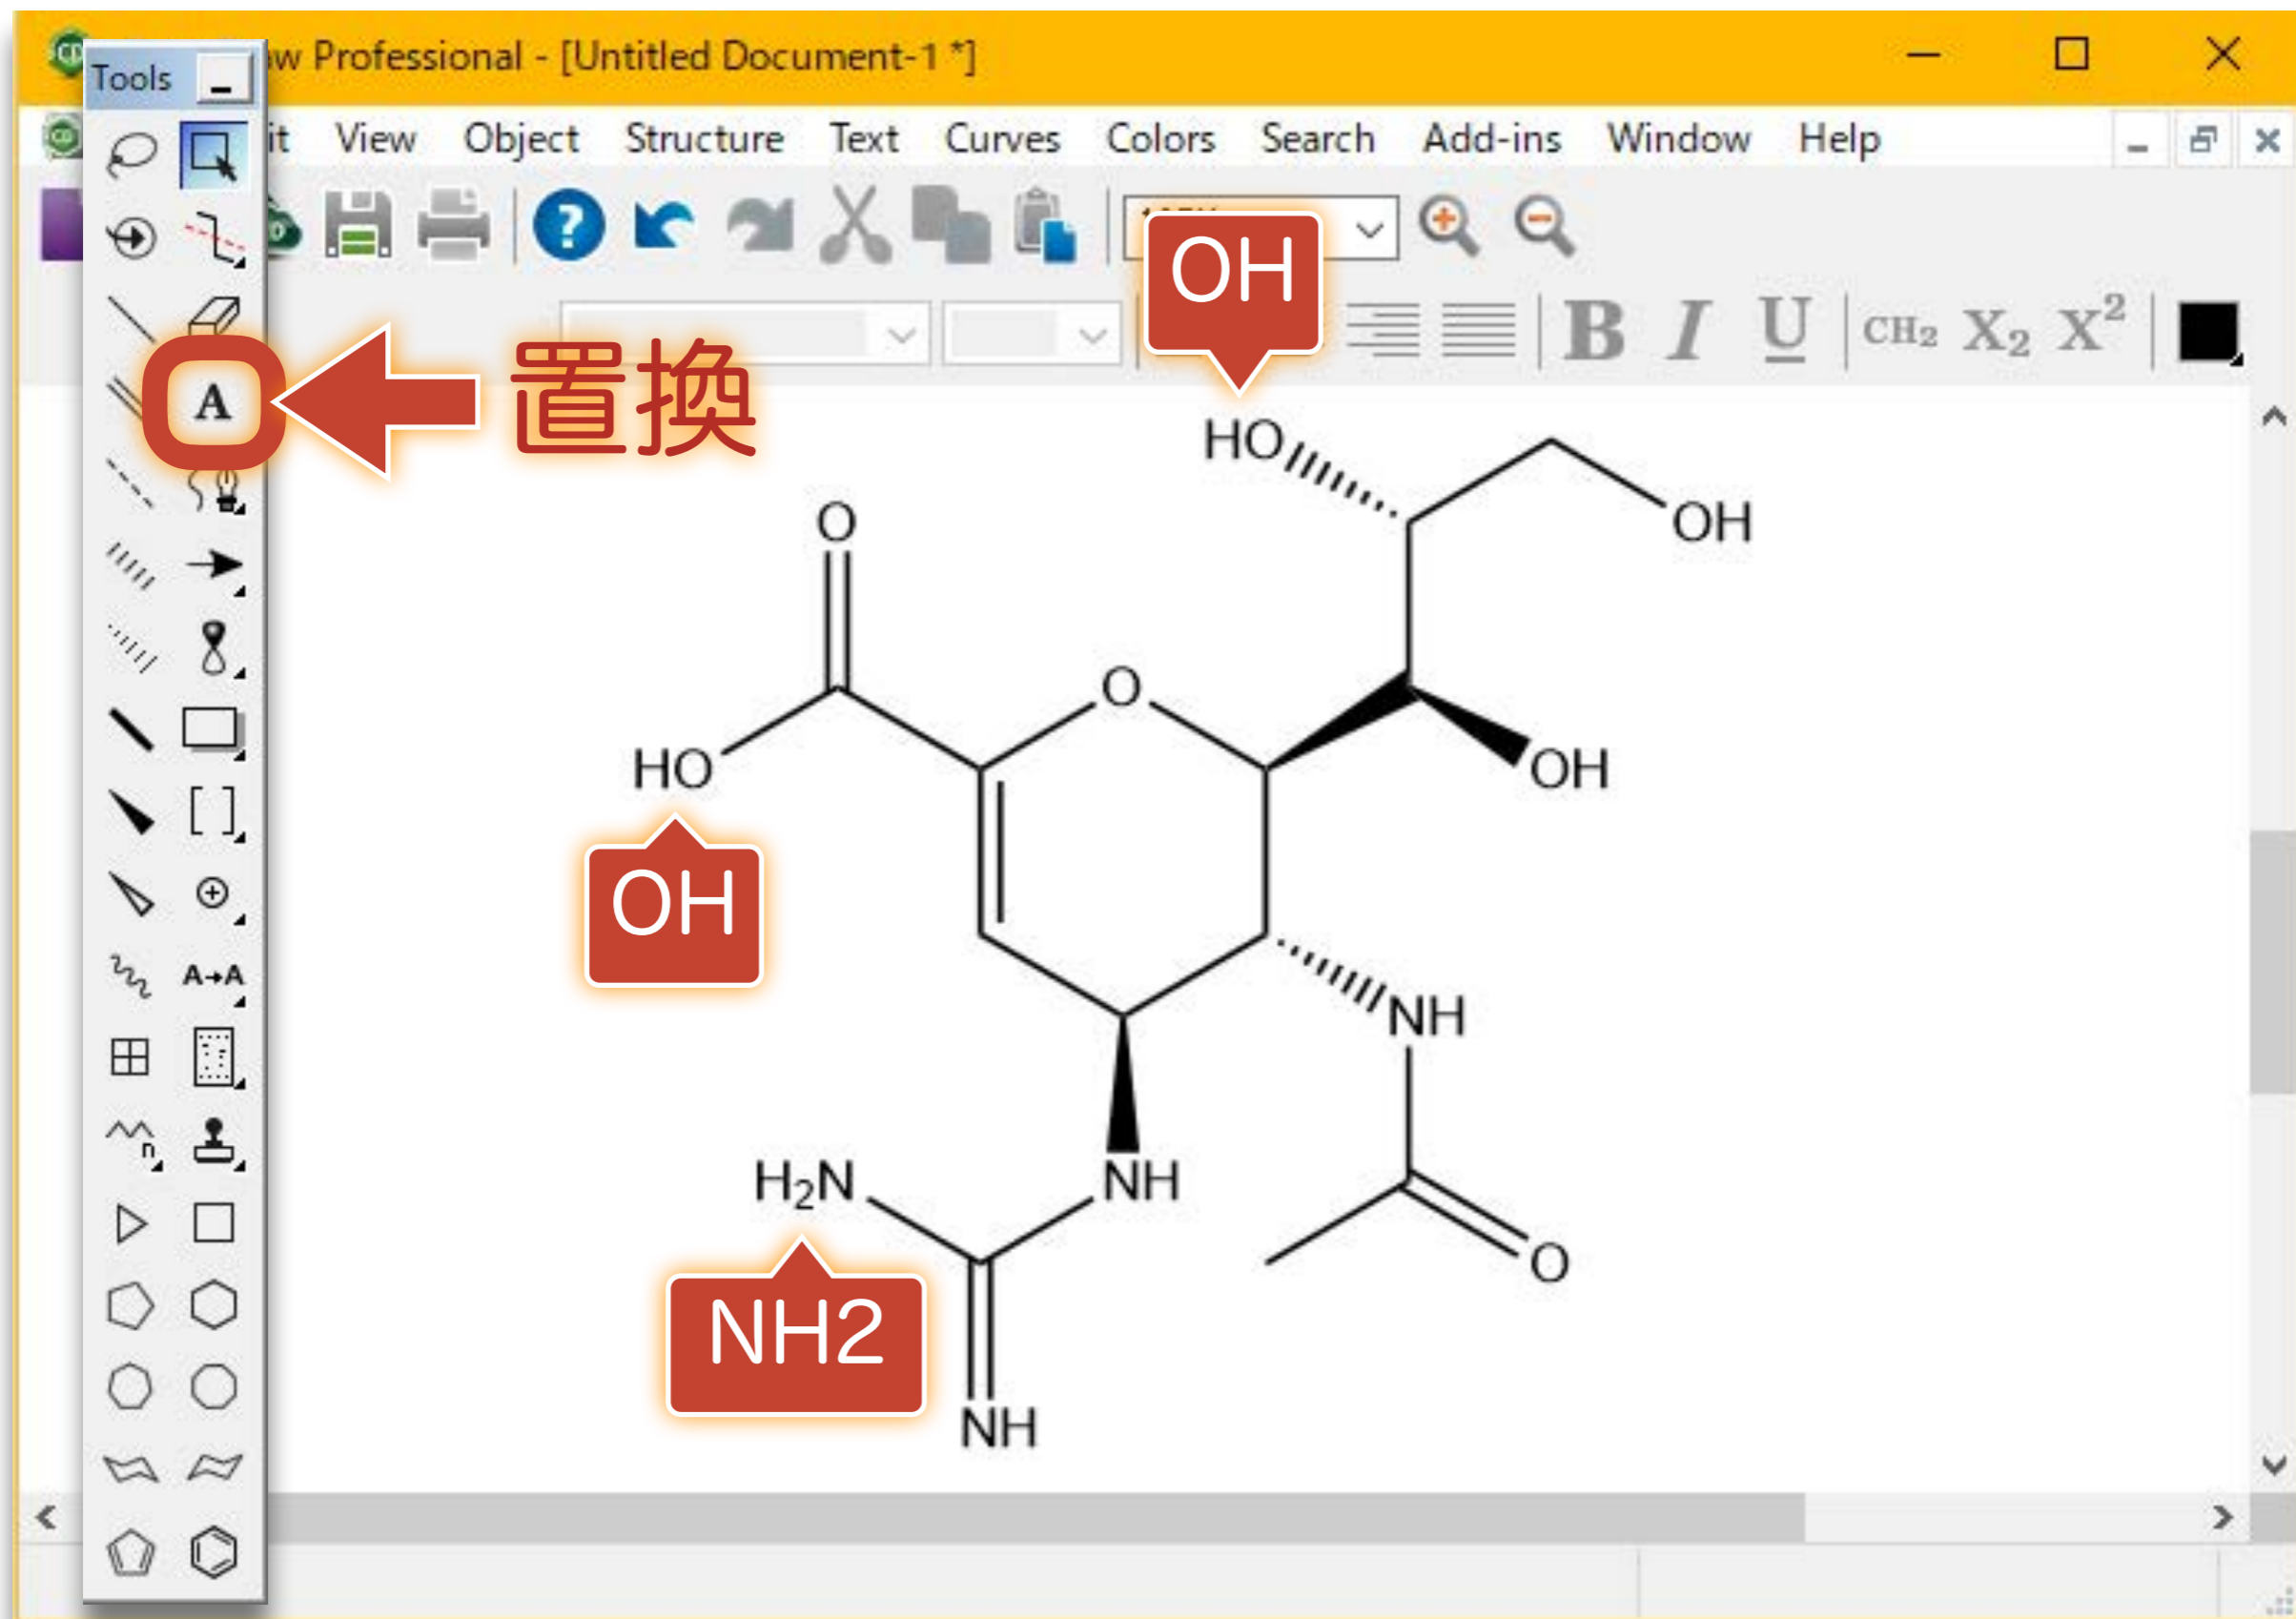 Tools
aw Professional - [Untitled Document-1 *]
it View Object Structure Text Curves Colors Search Add-ins Window Help
OH
B I U CH₂ X₂ X²
A
置換
HO
OH
O
O
HO
OH
OH
A→A
NH
n
H₂N
NH
O
NH2
NH